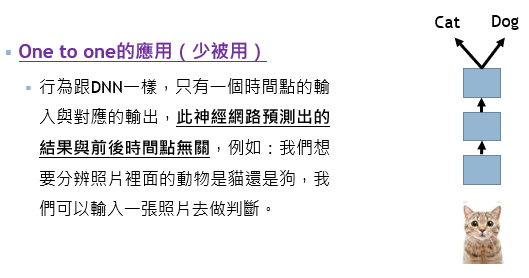 One to one的應用（少被用）
行為跟DNN一樣，只有一個時間點的輸
入與對應的輸出，此神經網路預測出的
結果與前後時間點無關，例如：我們想
要分辨照片裡面的動物是貓還是狗，我
們可以輸入一張照片去做判斷。
Cat Dog